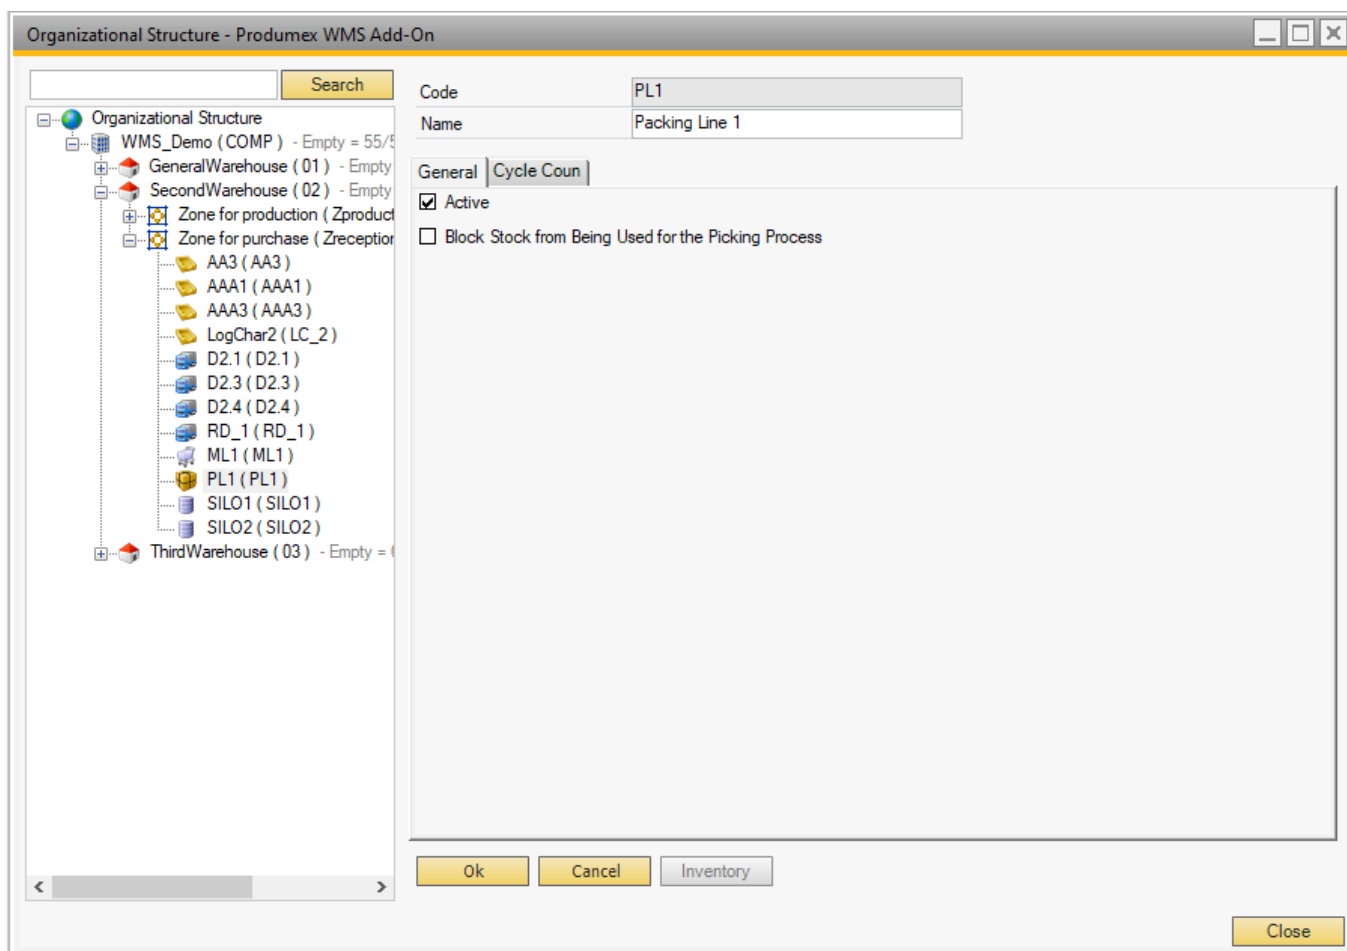 Organizational Structure - Produmex WMS Add-On
Search
Organizational Structure
WMS_Demo ( COMP ) - Empty = 55/5
GeneralWarehouse ( 01 ) - Empty
SecondWarehouse ( 02 ) - Empty
Zone for production ( Zproduct
Zone for purchase ( Zreception
AA3 ( AA3 )
AAA1 ( AAA1 )
AAA3 ( AAA3 )
LogChar2 ( LC_2 )
D2.1 ( D2.1 )
D2.3 ( D2.3 )
D2.4 ( D2.4 )
RD_1 ( RD_1 )
ML1 ( ML1 )
PL1 ( PL1 )
SILO1 ( SILO1 )
SILO2 ( SILO2 )
ThirdWarehouse ( 03 ) - Empty =
Code PL1
Name Packing Line 1
General Cycle Coun
Active
Block Stock from Being Used for the Picking Process
Ok Cancel Inventory
Close